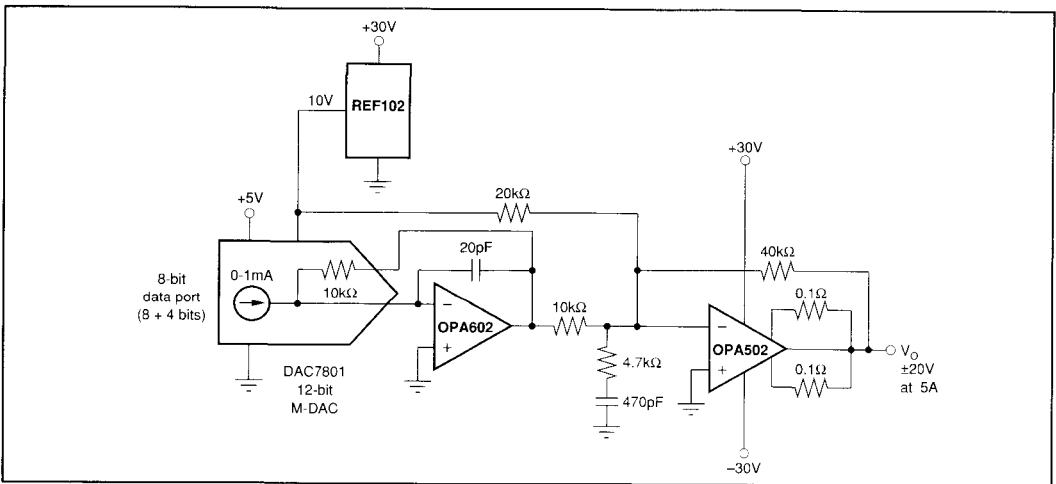 +30V
10V
REF102
+30V
+5V
20kΩ
20pF
40kΩ
8-bit
data port
(8 + 4 bits)
0-1mA
10kΩ
–
+
OPA602
10kΩ
–
+
OPA502
0.1Ω
0.1Ω
VO
±20V
at 5A
4.7kΩ
470pF
DAC7801
12-bit
M-DAC
–30V